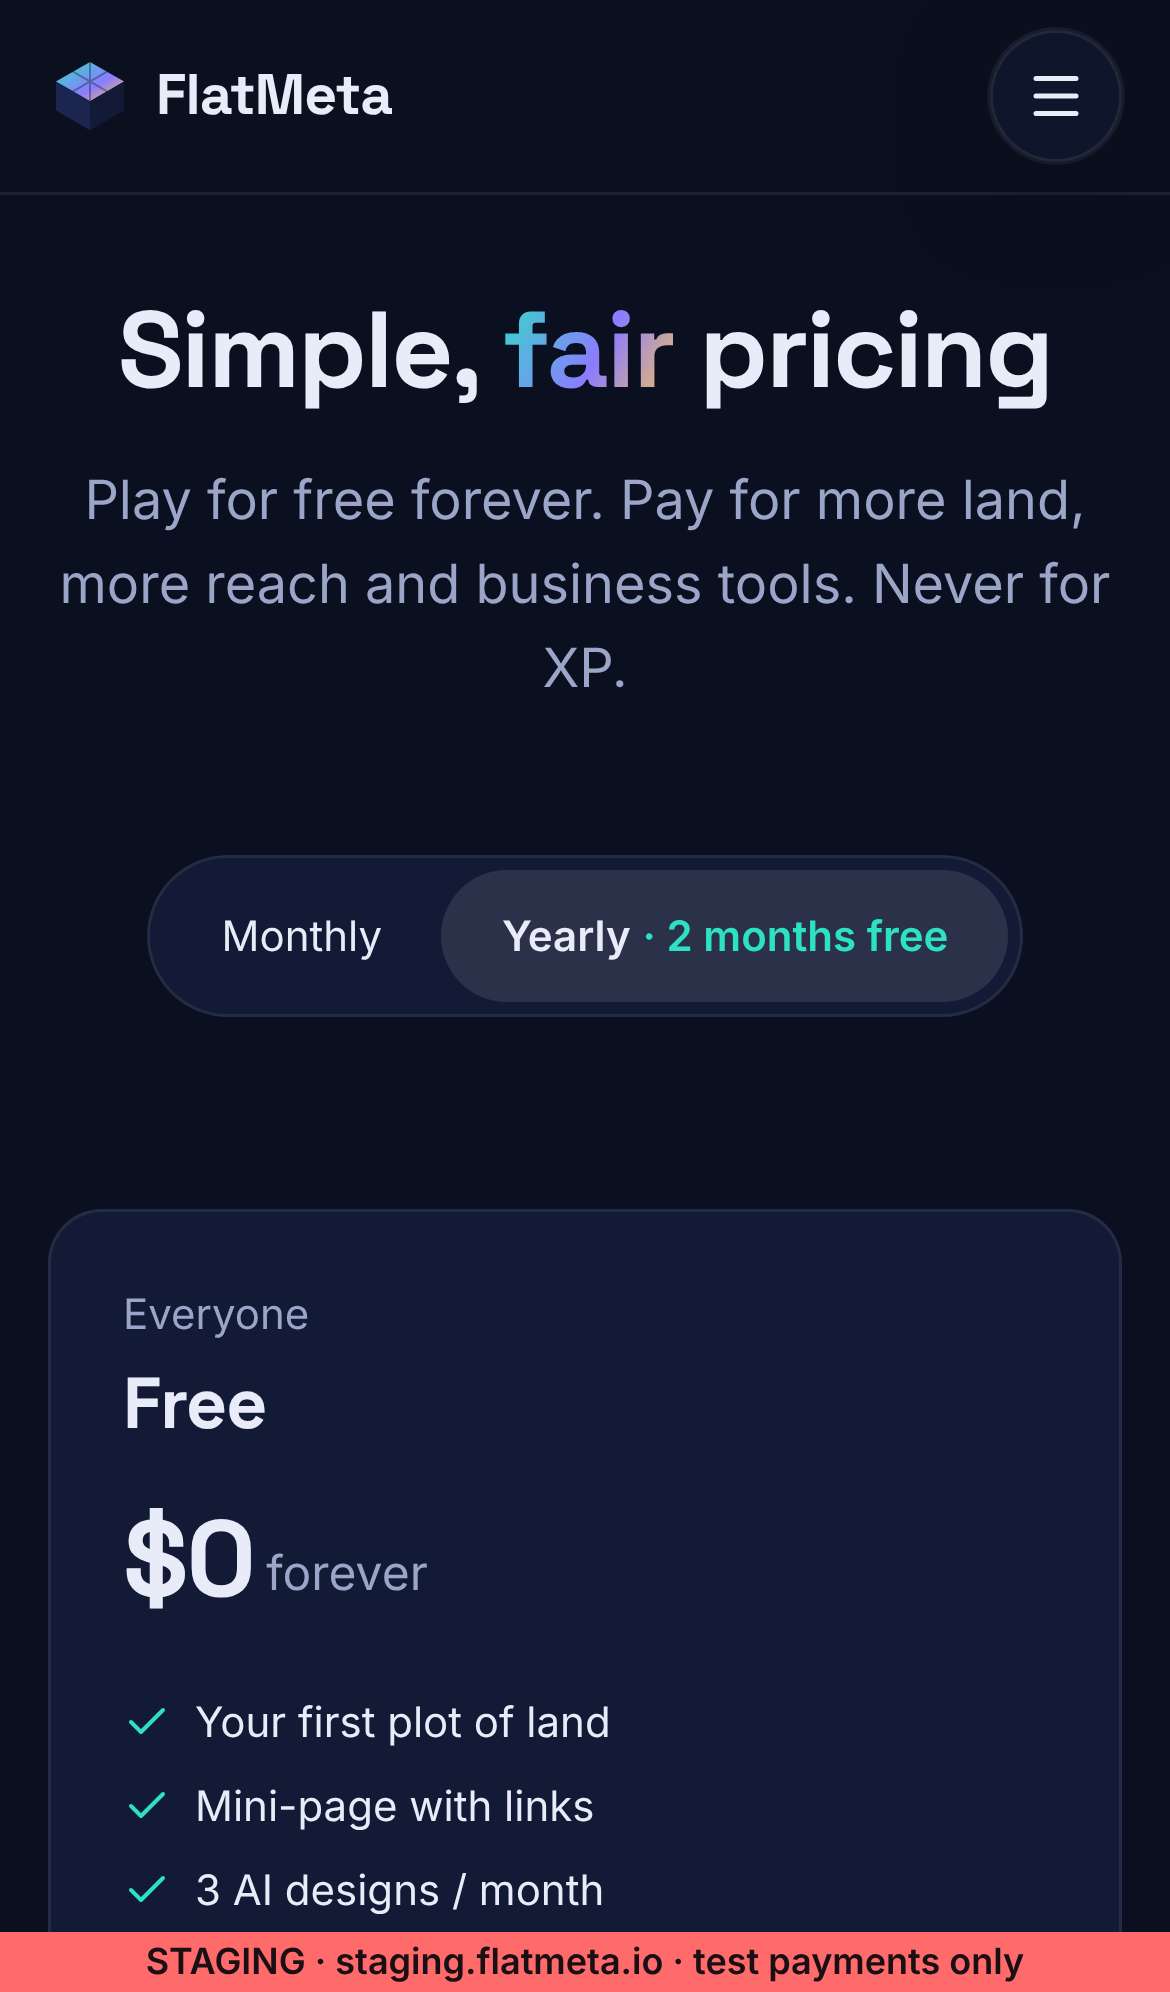 FlatMeta
Simple, fair pricing
Play for free forever. Pay for more land,
more reach and business tools. Never for
XP.
Monthly
Yearly · 2 months free
Everyone
Free
$0 forever
Your first plot of land
Mini-page with links
3 AI designs / month
STAGING · staging.flatmeta.io · test payments only